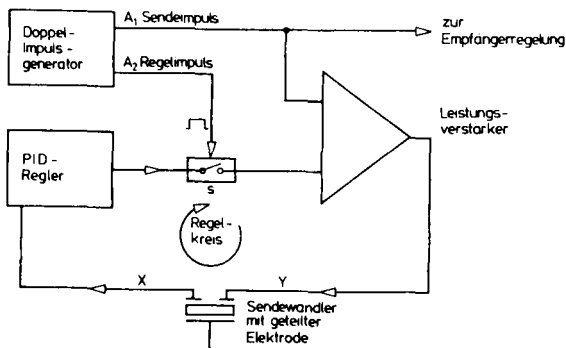 Doppel-
Impuls-
generator
A₁ Sendeimpuls
A₂ Regelimpuls
zur
Empfängerregelung
Leistungs-
verstärker
PID-
Regler
S
Regel-
kreis
X
Y
Sendewandler
mit geteilter
Elektrode